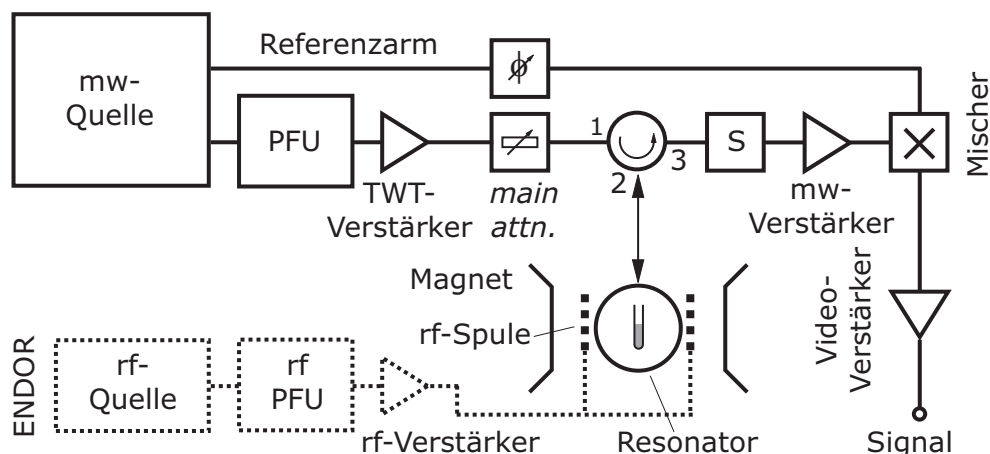 Referenzarm
mw-
Quelle
ϕ
PFU
1
2
3
S
Mischer
TWT-
Verstärker
main
attn.
mw-
Verstärker
Magnet
rf-Spule
Video-
Verstärker
ENDOR
rf-
Quelle
rf
PFU
rf-Verstärker
Resonator
Signal